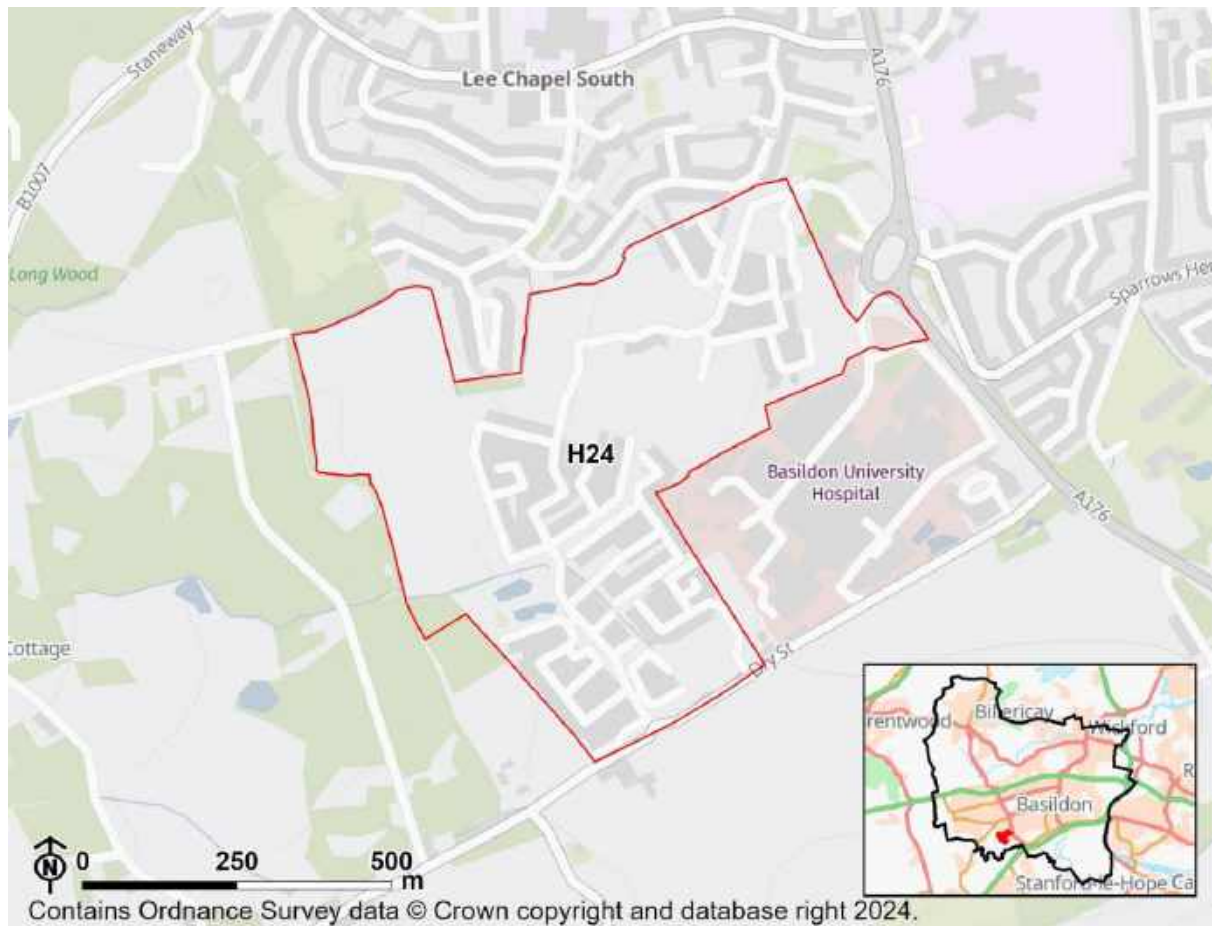 Staneway
A176
Lee Chapel South
B1007
Long Wood
Sparrows Her
H24
Basildon University
Hospital
A176
Cottage
Dry St
Billericay
rentwood
Wickford
R
Basildon
Stanford-le-Hope Ca
N
0 250 500
m
Contains Ordnance Survey data © Crown copyright and database right 2024.